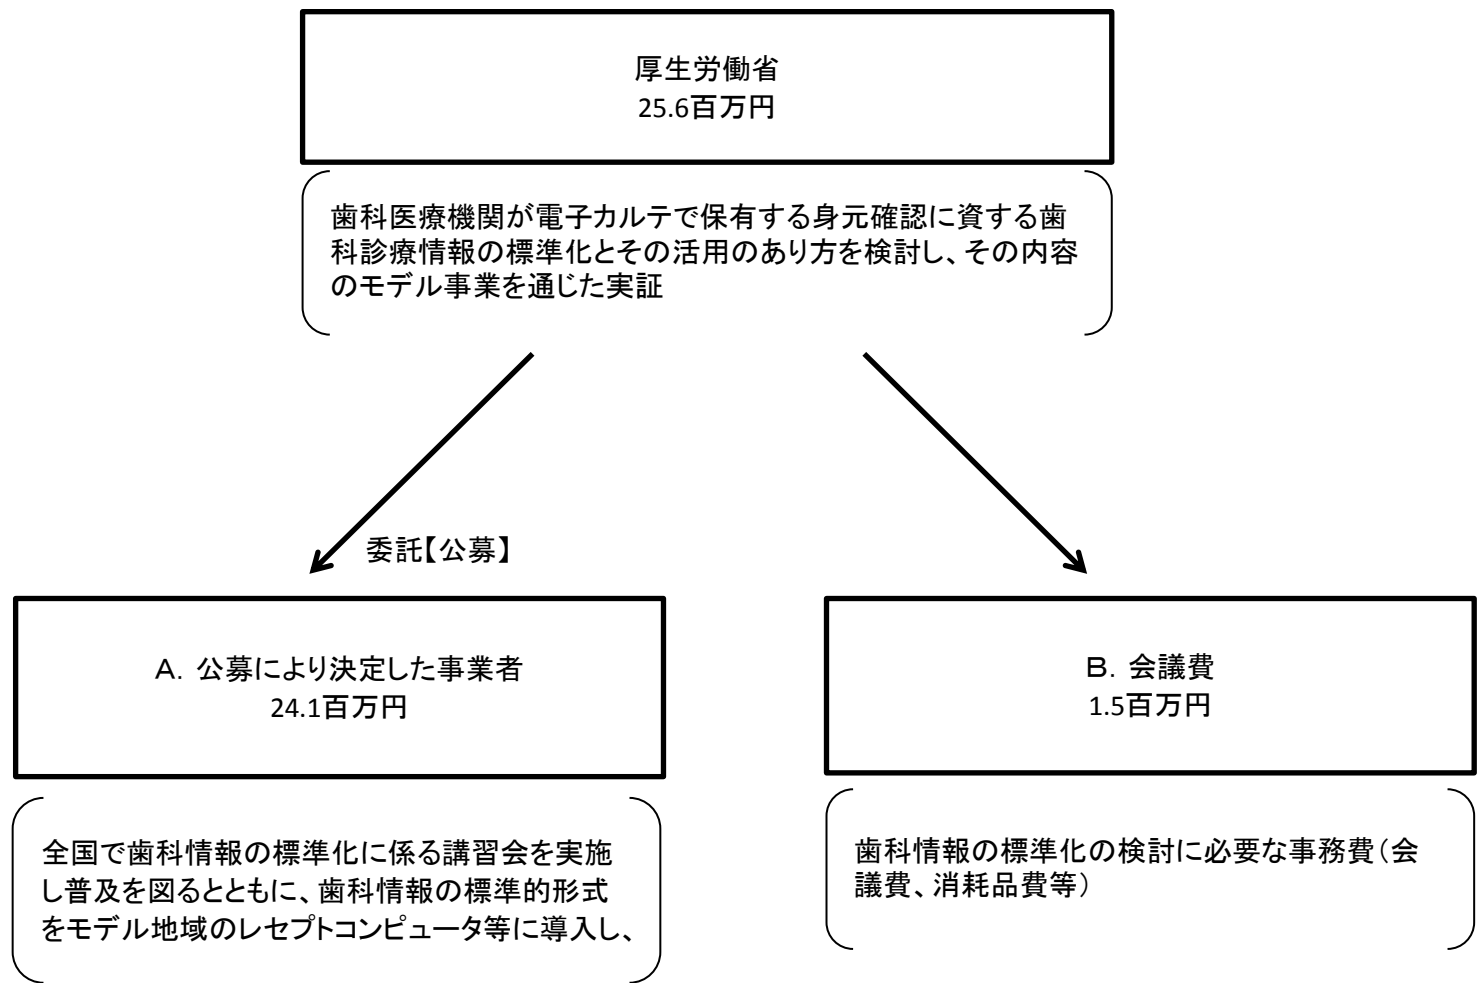 厚生労働省
25.6百万円
歯科医療機関が電子カルテで保有する身元確認に資する歯
科診療情報の標準化とその活用のあり方を検討し、その内容
のモデル事業を通じた実証
委託【公募】
A．公募により決定した事業者
24.1百万円
B．会議費
1.5百万円
全国で歯科情報の標準化に係る講習会を実施
し普及を図るとともに、歯科情報の標準的形式
をモデル地域のレセプトコンピュータ等に導入し、
歯科情報の標準化の検討に必要な事務費（会
議費、消耗品費等）